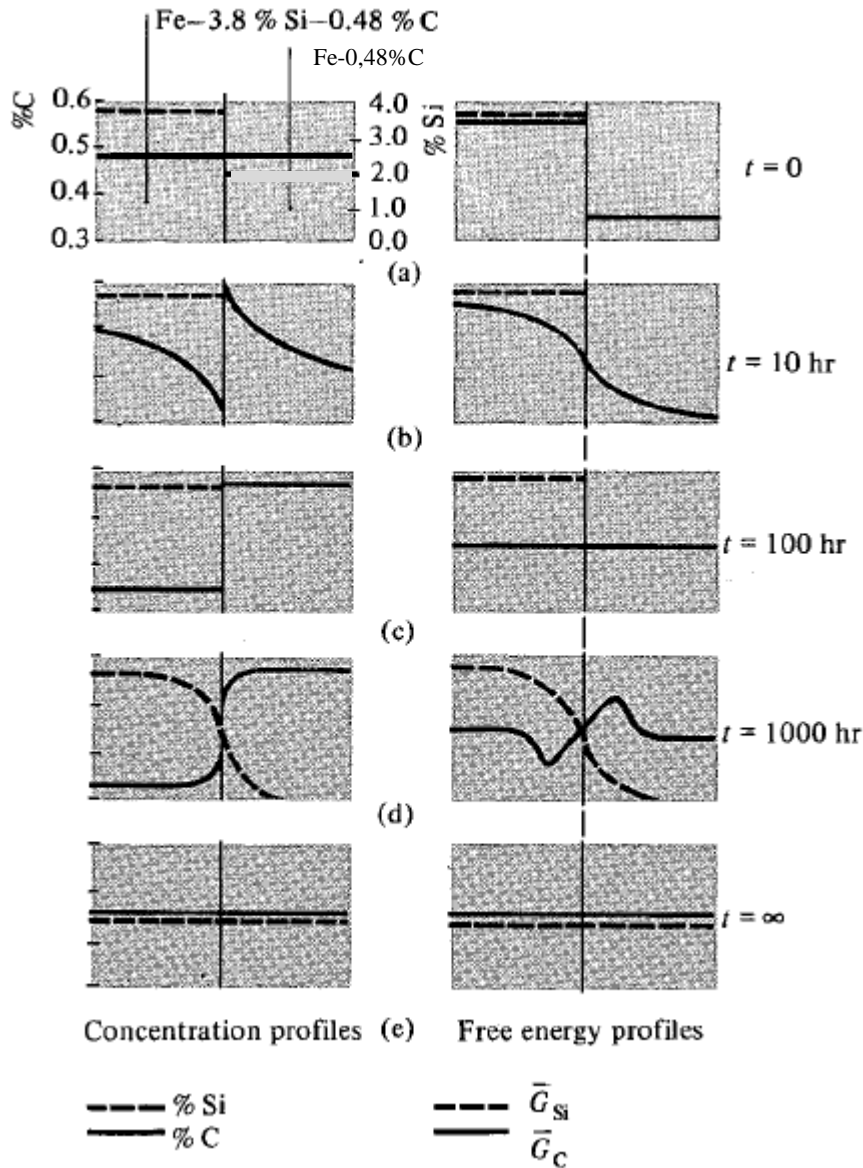 Fe–3.8 % Si–0.48 % C
Fe-0,48%C
%C
0.6
0.5
0.4
0.3
4.0
3.0
2.0
1.0
0.0
% Si
t = 0
(a)
t = 10 hr
(b)
t = 100 hr
(c)
t = 1000 hr
(d)
t = ∞
Concentration profiles (e) Free energy profiles
% Si
% C
G̅ Si
G̅ C